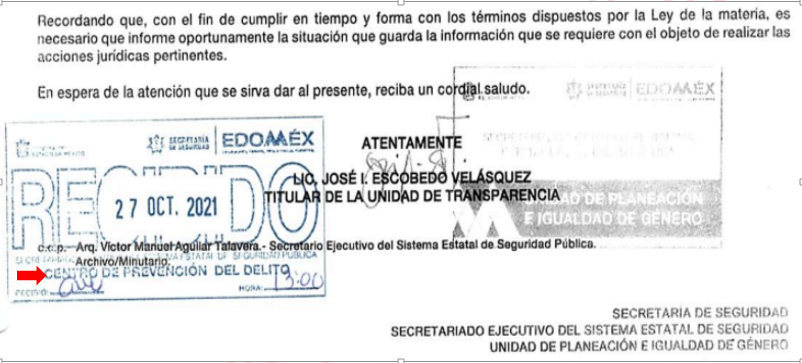 Recordando que, con el fin de cumplir en tiempo y forma con los términos dispuestos por la Ley de la materia, es
necesario que informe oportunamente la situación que guarda la información que se requiere con el objeto de realizar las
acciones jurídicas pertinentes.
En espera de la atención que se sirva dar al presente, reciba un cordial saludo.
EDOMÉX
SECRETARÍA
DE SEGURIDAD
EDOMÉX
ATENTAMENTE
RECIBIDO
27 OCT. 2021
LIC. JOSÉ I. ESCOBEDO VELÁSQUEZ
TITULAR DE LA UNIDAD DE TRANSPARENCIA
AD DE PLANEACIÓN
E IGUALDAD DE GÉNERO
c.c.p.- Arq. Víctor Manuel Aguilar Talavera.- Secretario Ejecutivo del Sistema Estatal de Seguridad Pública.
Archivo/Minutario.
ESTATAL DE SEGURIDAD PÚBLICA
CENTRO DE PREVENCIÓN DEL DELITO
RECIBIÓ:
HORA: 13:00
SECRETARÍA DE SEGURIDAD
SECRETARIADO EJECUTIVO DEL SISTEMA ESTATAL DE SEGURIDAD
UNIDAD DE PLANEACIÓN E IGUALDAD DE GÉNERO